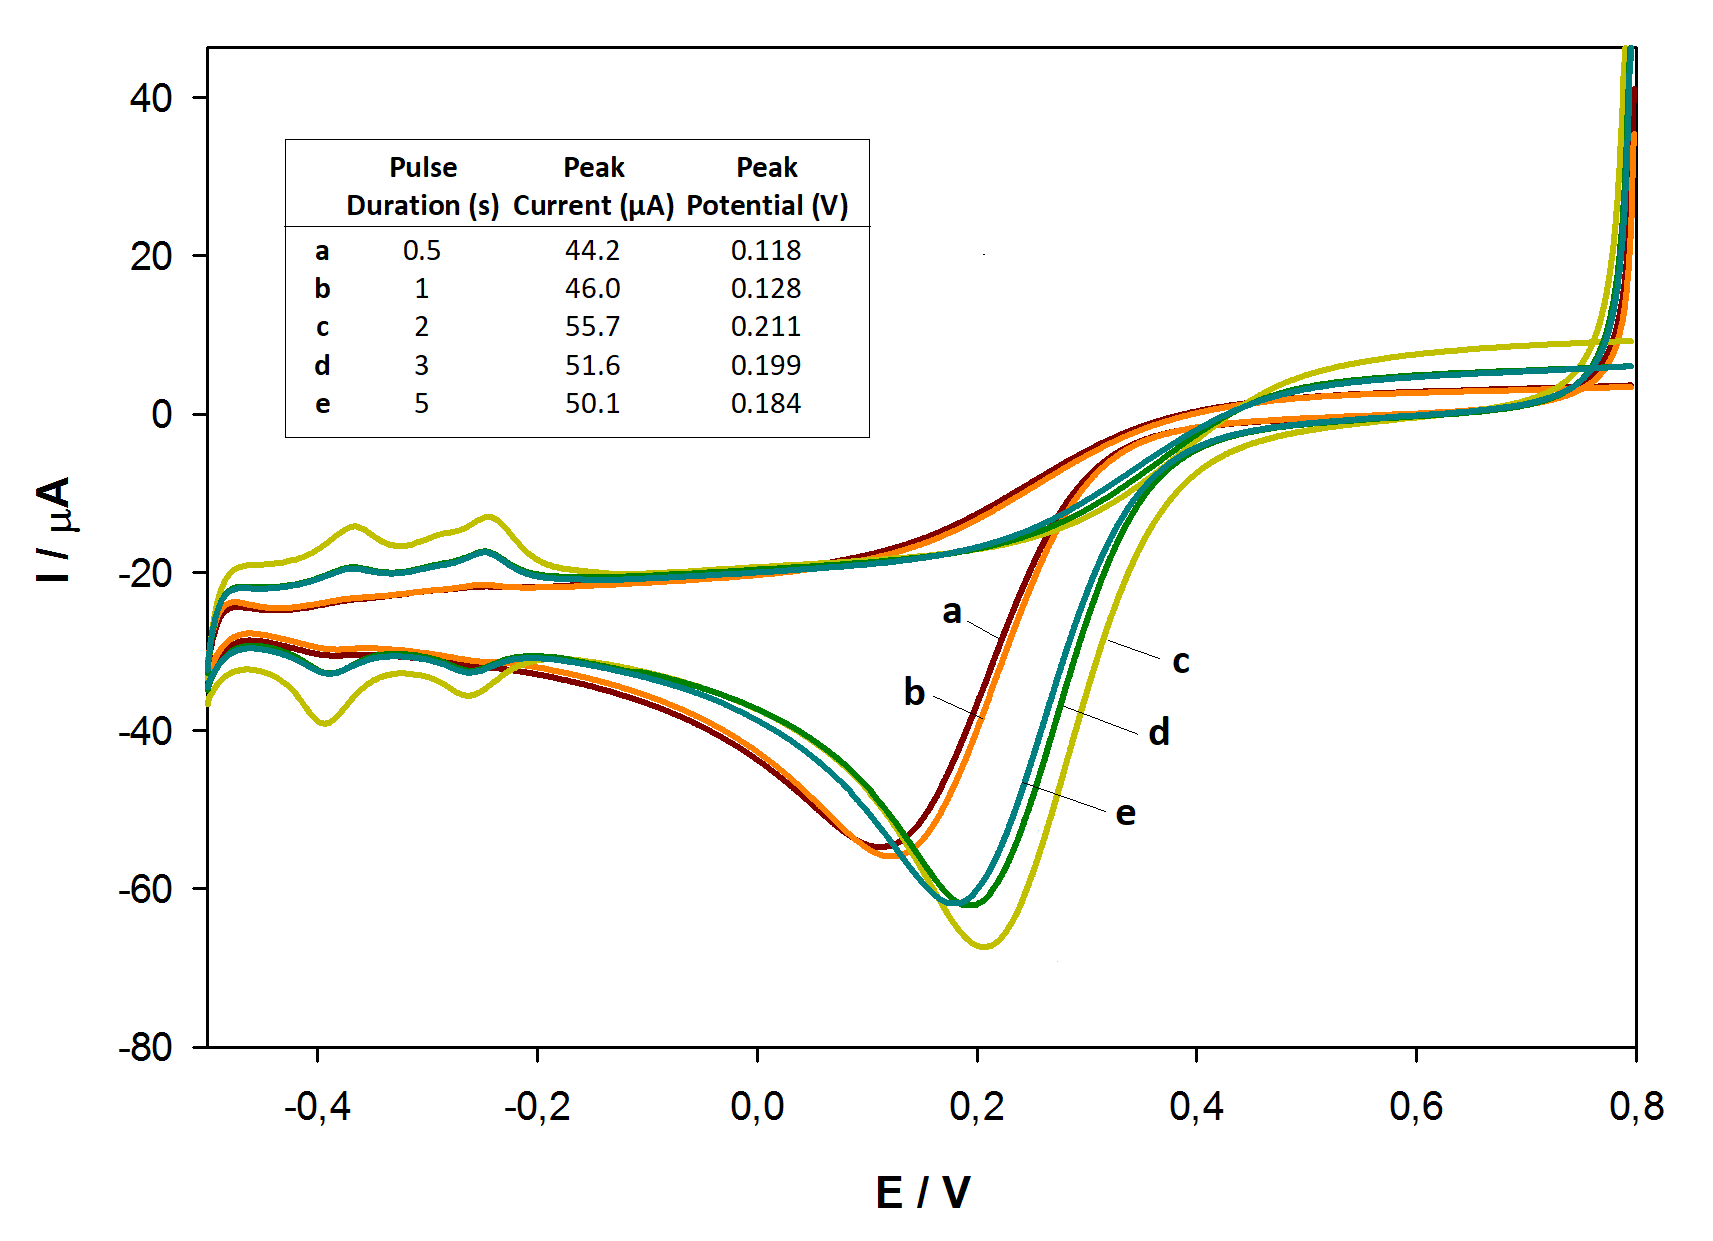 40
20
0
-20
-40
-60
-80
I / μA
Pulse Peak Peak
Duration (s) Current (μA) Potential (V)
a 0.5 44.2 0.118
b 1 46.0 0.128
c 2 55.7 0.211
d 3 51.6 0.199
e 5 50.1 0.184
a
b
c
d
e
-0,4 -0,2 0,0 0,2 0,4 0,6 0,8
E / V